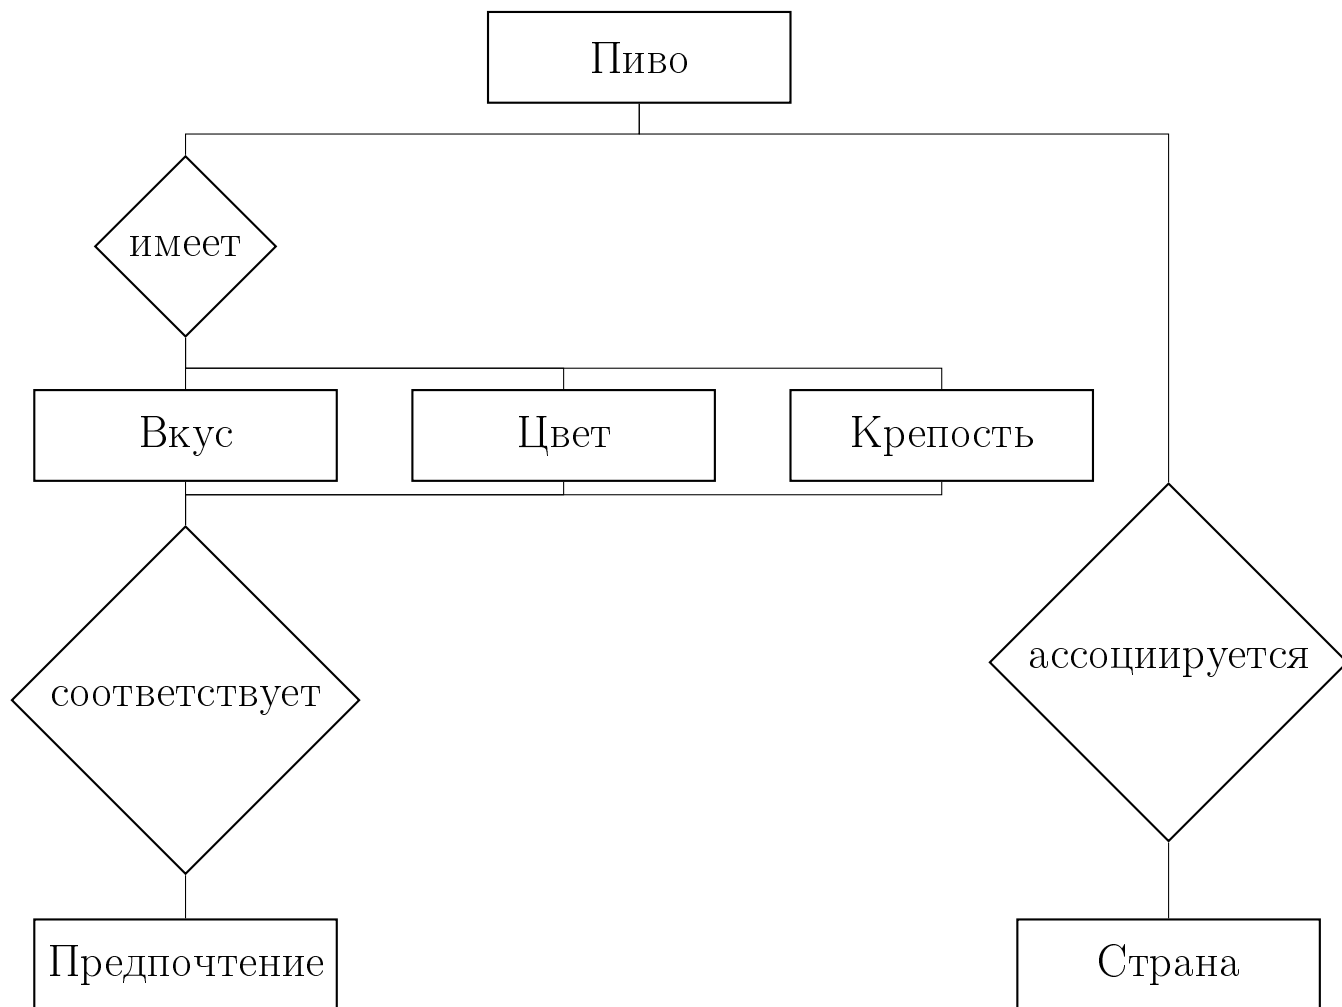 Пиво
имеет
Вкус
Цвет
Крепость
соответствует
ассоциируется
Предпочтение
Страна